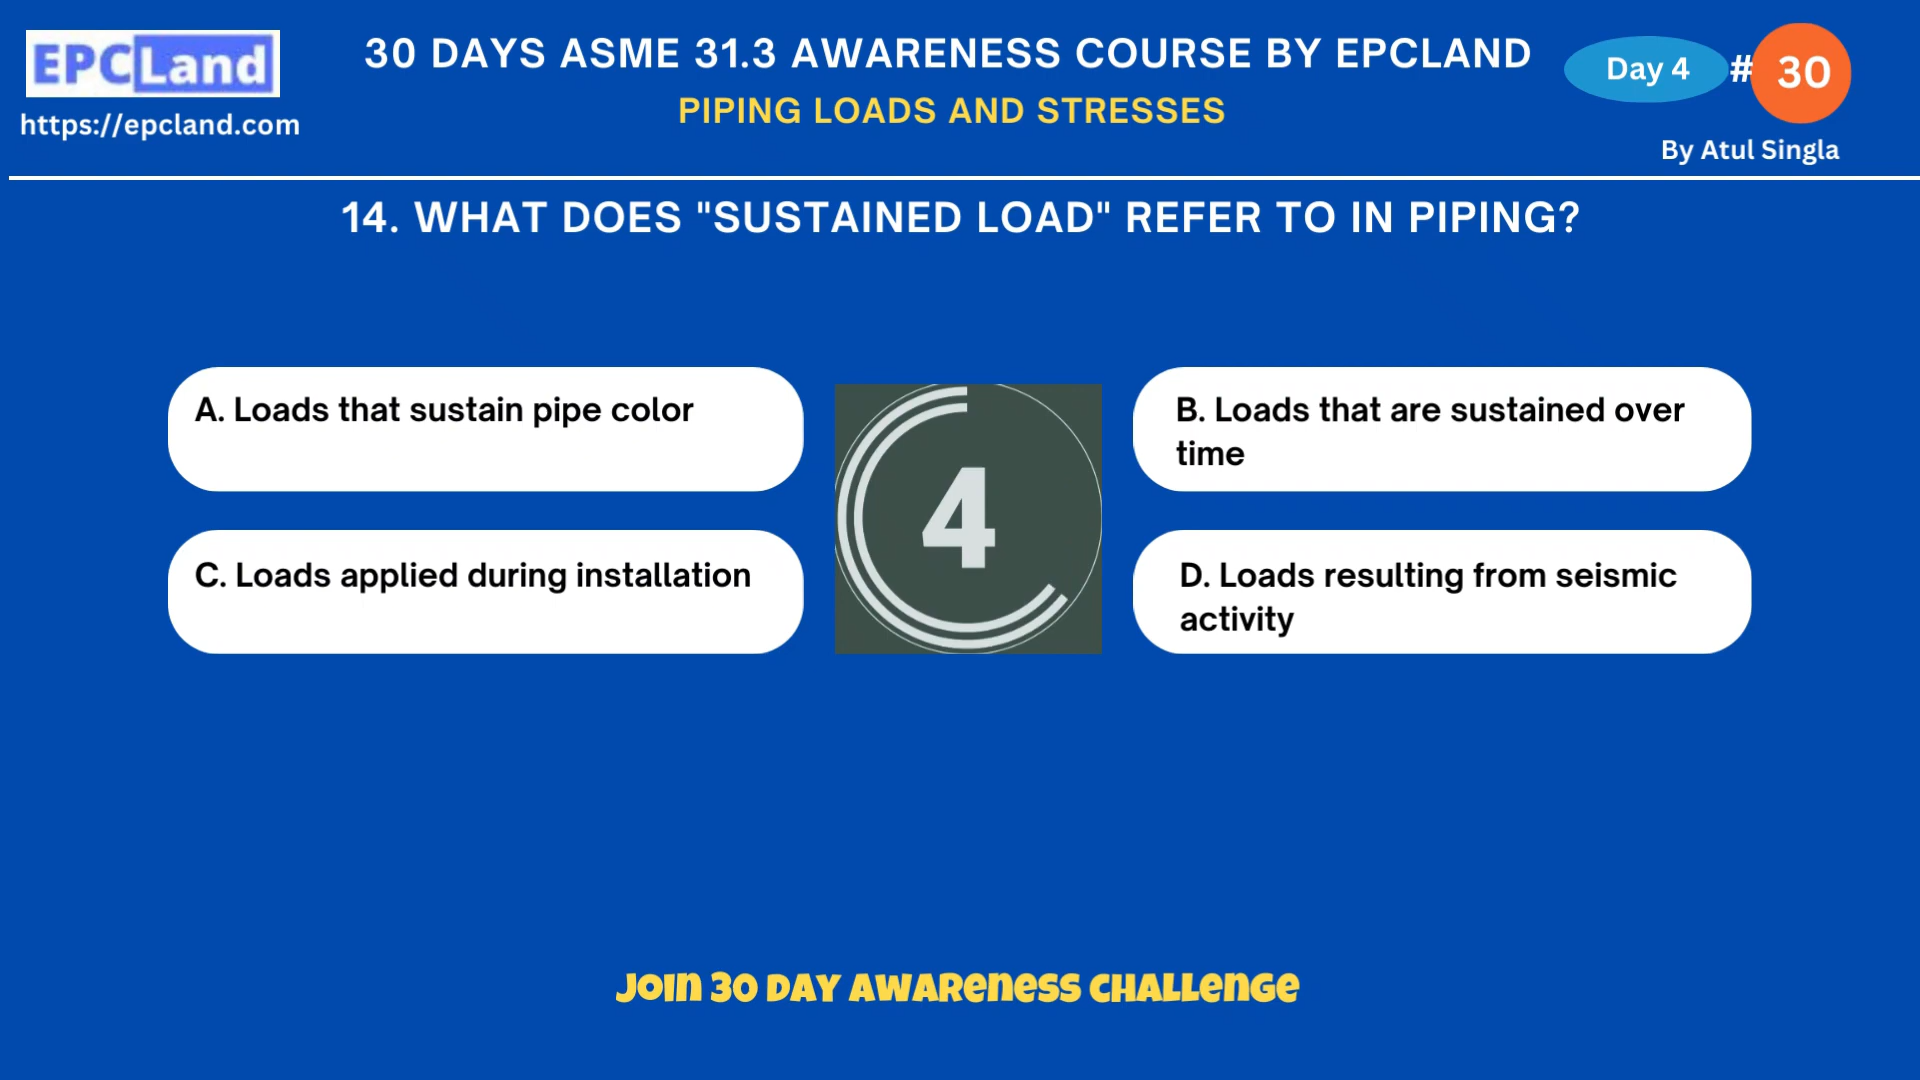 EPCLand
https://epcland.com
30 DAYS ASME 31.3 AWARENESS COURSE BY EPCLAND
PIPING LOADS AND STRESSES
Day 4 # 30
By Atul Singla
14. WHAT DOES "SUSTAINED LOAD" REFER TO IN PIPING?
A. Loads that sustain pipe color
B. Loads that are sustained over
time
4
C. Loads applied during installation
D. Loads resulting from seismic
activity
Join 30 Day Awareness Challenge